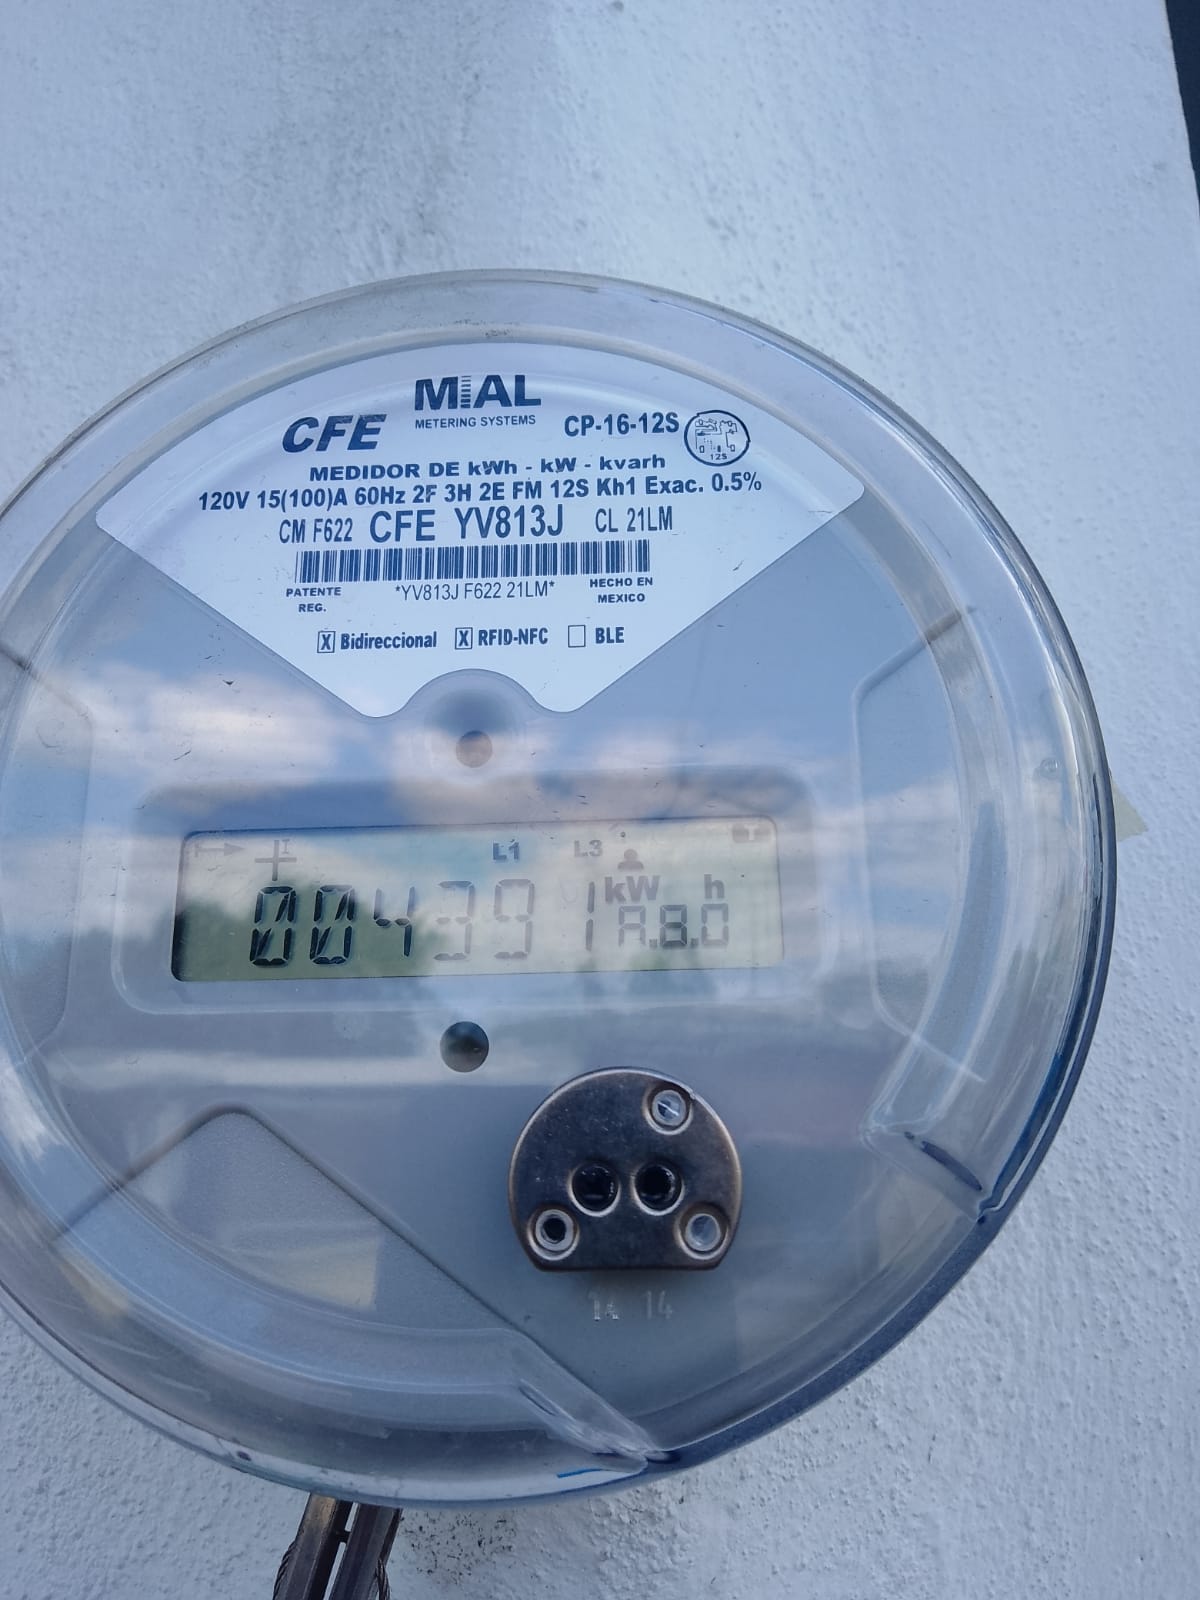 MIAL
METERING SYSTEMS
CFE
CP-16-12S
12S
MEDIDOR DE kWh - kW - kvarh
120V 15(100)A 60Hz 2F 3H 2E FM 12S Kh1 Exac. 0.5%
CM F622 CFE YV813J CL 21LM
PATENTE REG.
*YV813J F622 21LM*
HECHO EN MEXICO
X Bidireccional X RFID-NFC BLE
L1 L3 T
kW h
004391
14 14